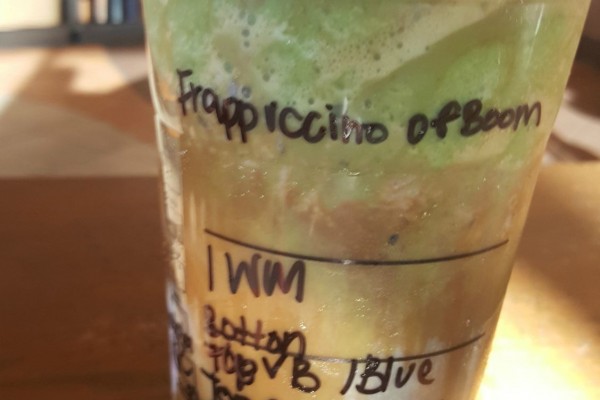 Frappiccino of Boom
1 WM
Botton
Top VB /Blue